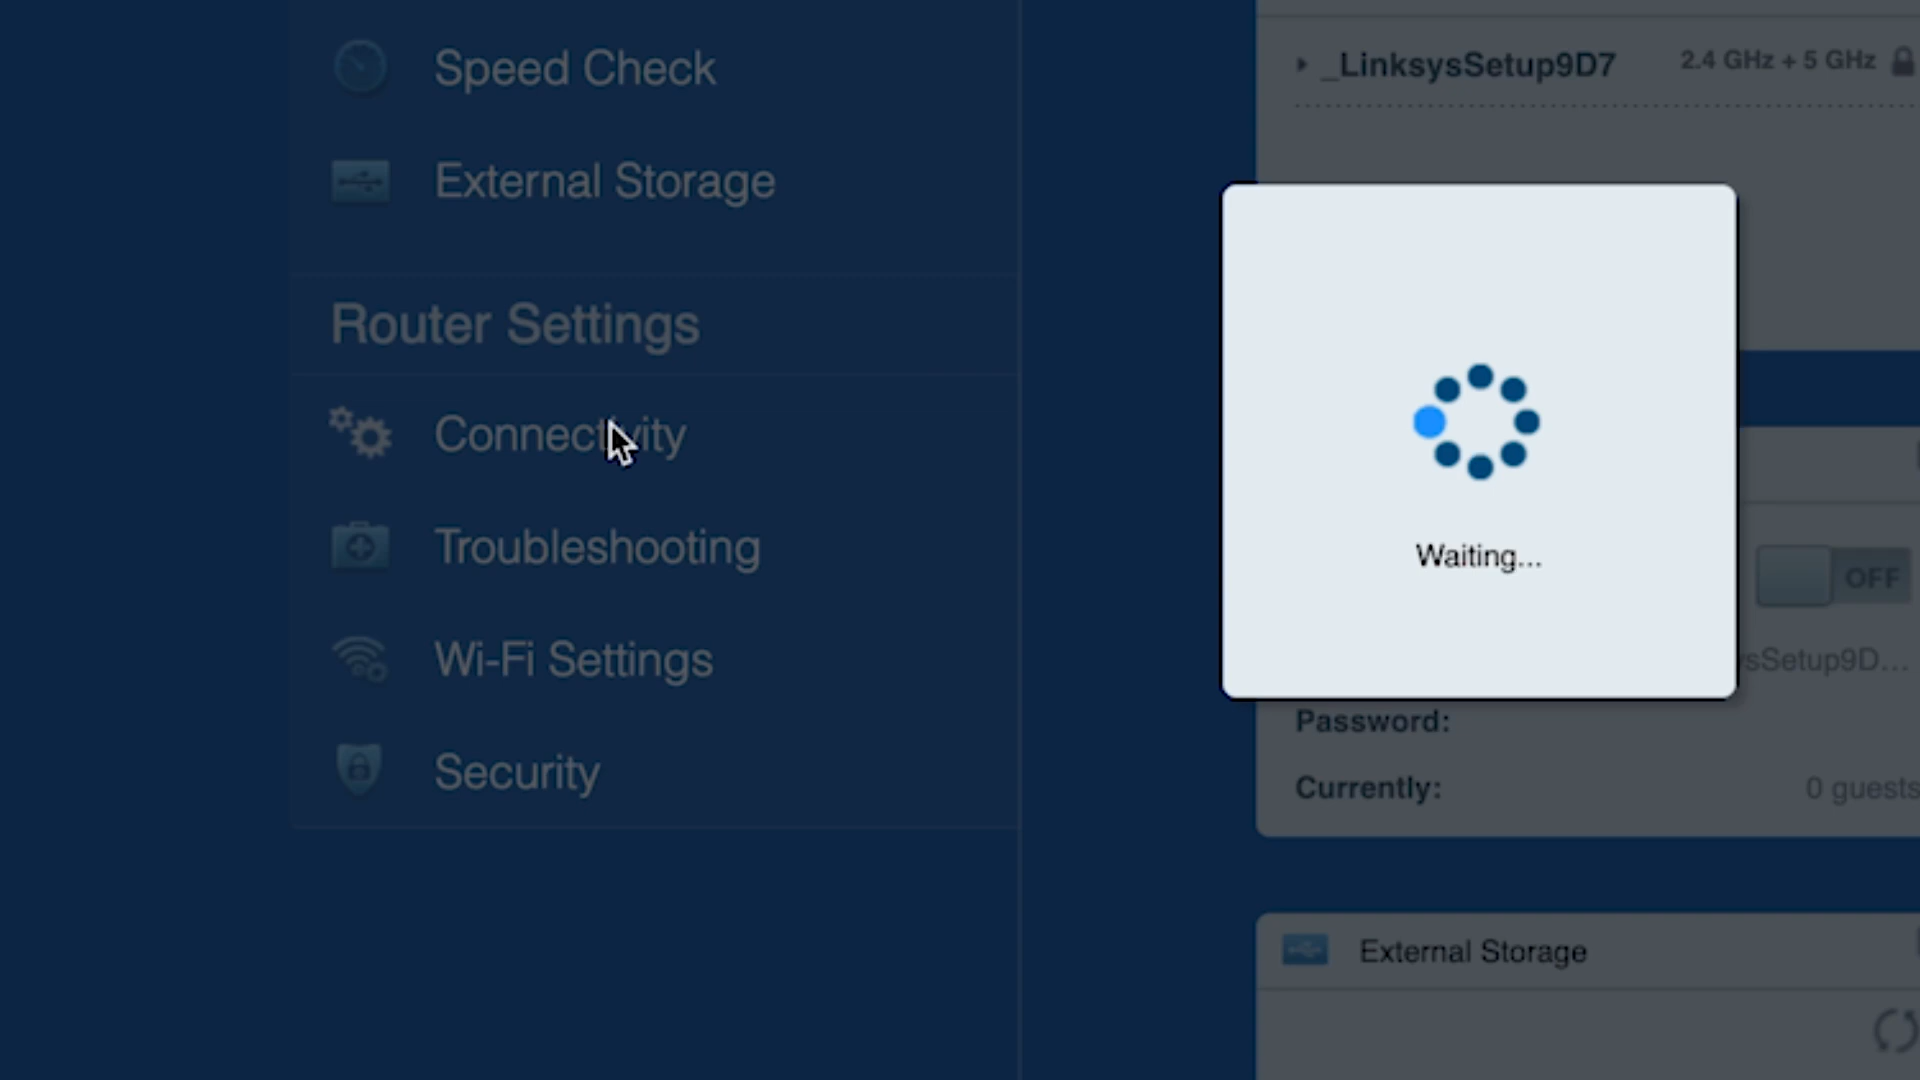 Speed Check
External Storage
Router Settings
Connectivity
Troubleshooting
Wi-Fi Settings
Security
_LinksysSetup9D7 2.4 GHz + 5 GHz
Waiting...
OFF
ysSetup9D...
Password:
Currently: 0 guests
External Storage